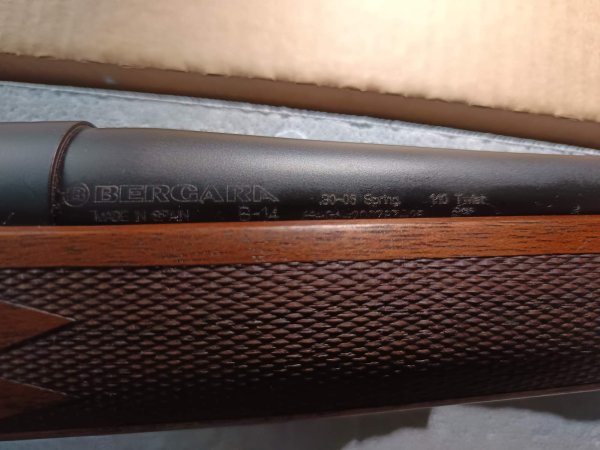 BERGARA .30-06 Spring. 1:10 Twist
MADE IN SPAIN B-14